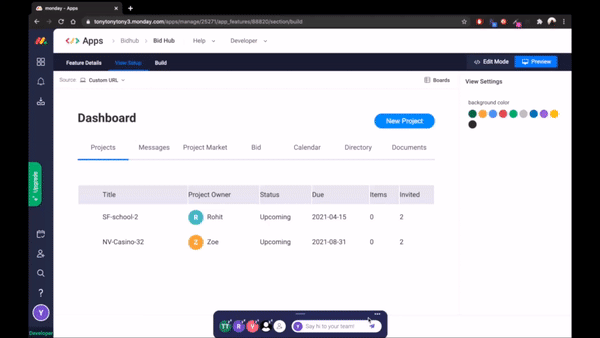 monday - Apps
tonytonytony3.monday.com/apps/manage/25271/app_features/66820/section/build
Apps > Bidhub > Bid Hub Help Developer
Feature Details View Setup Build Edit Mode Preview
Source Custom URL Boards View Settings
background color
Dashboard New Project
Projects Messages Project Market Bid Calendar Directory Documents
Title Project Owner Status Due Items Invited
SF-school-2 R Rohit Upcoming 2021-04-15 0 2
NV-Casino-32 Z Zoe Upcoming 2021-08-31 0 2
Upgrade
?
Y
TT R Y Y Say hi to your team!
Developer